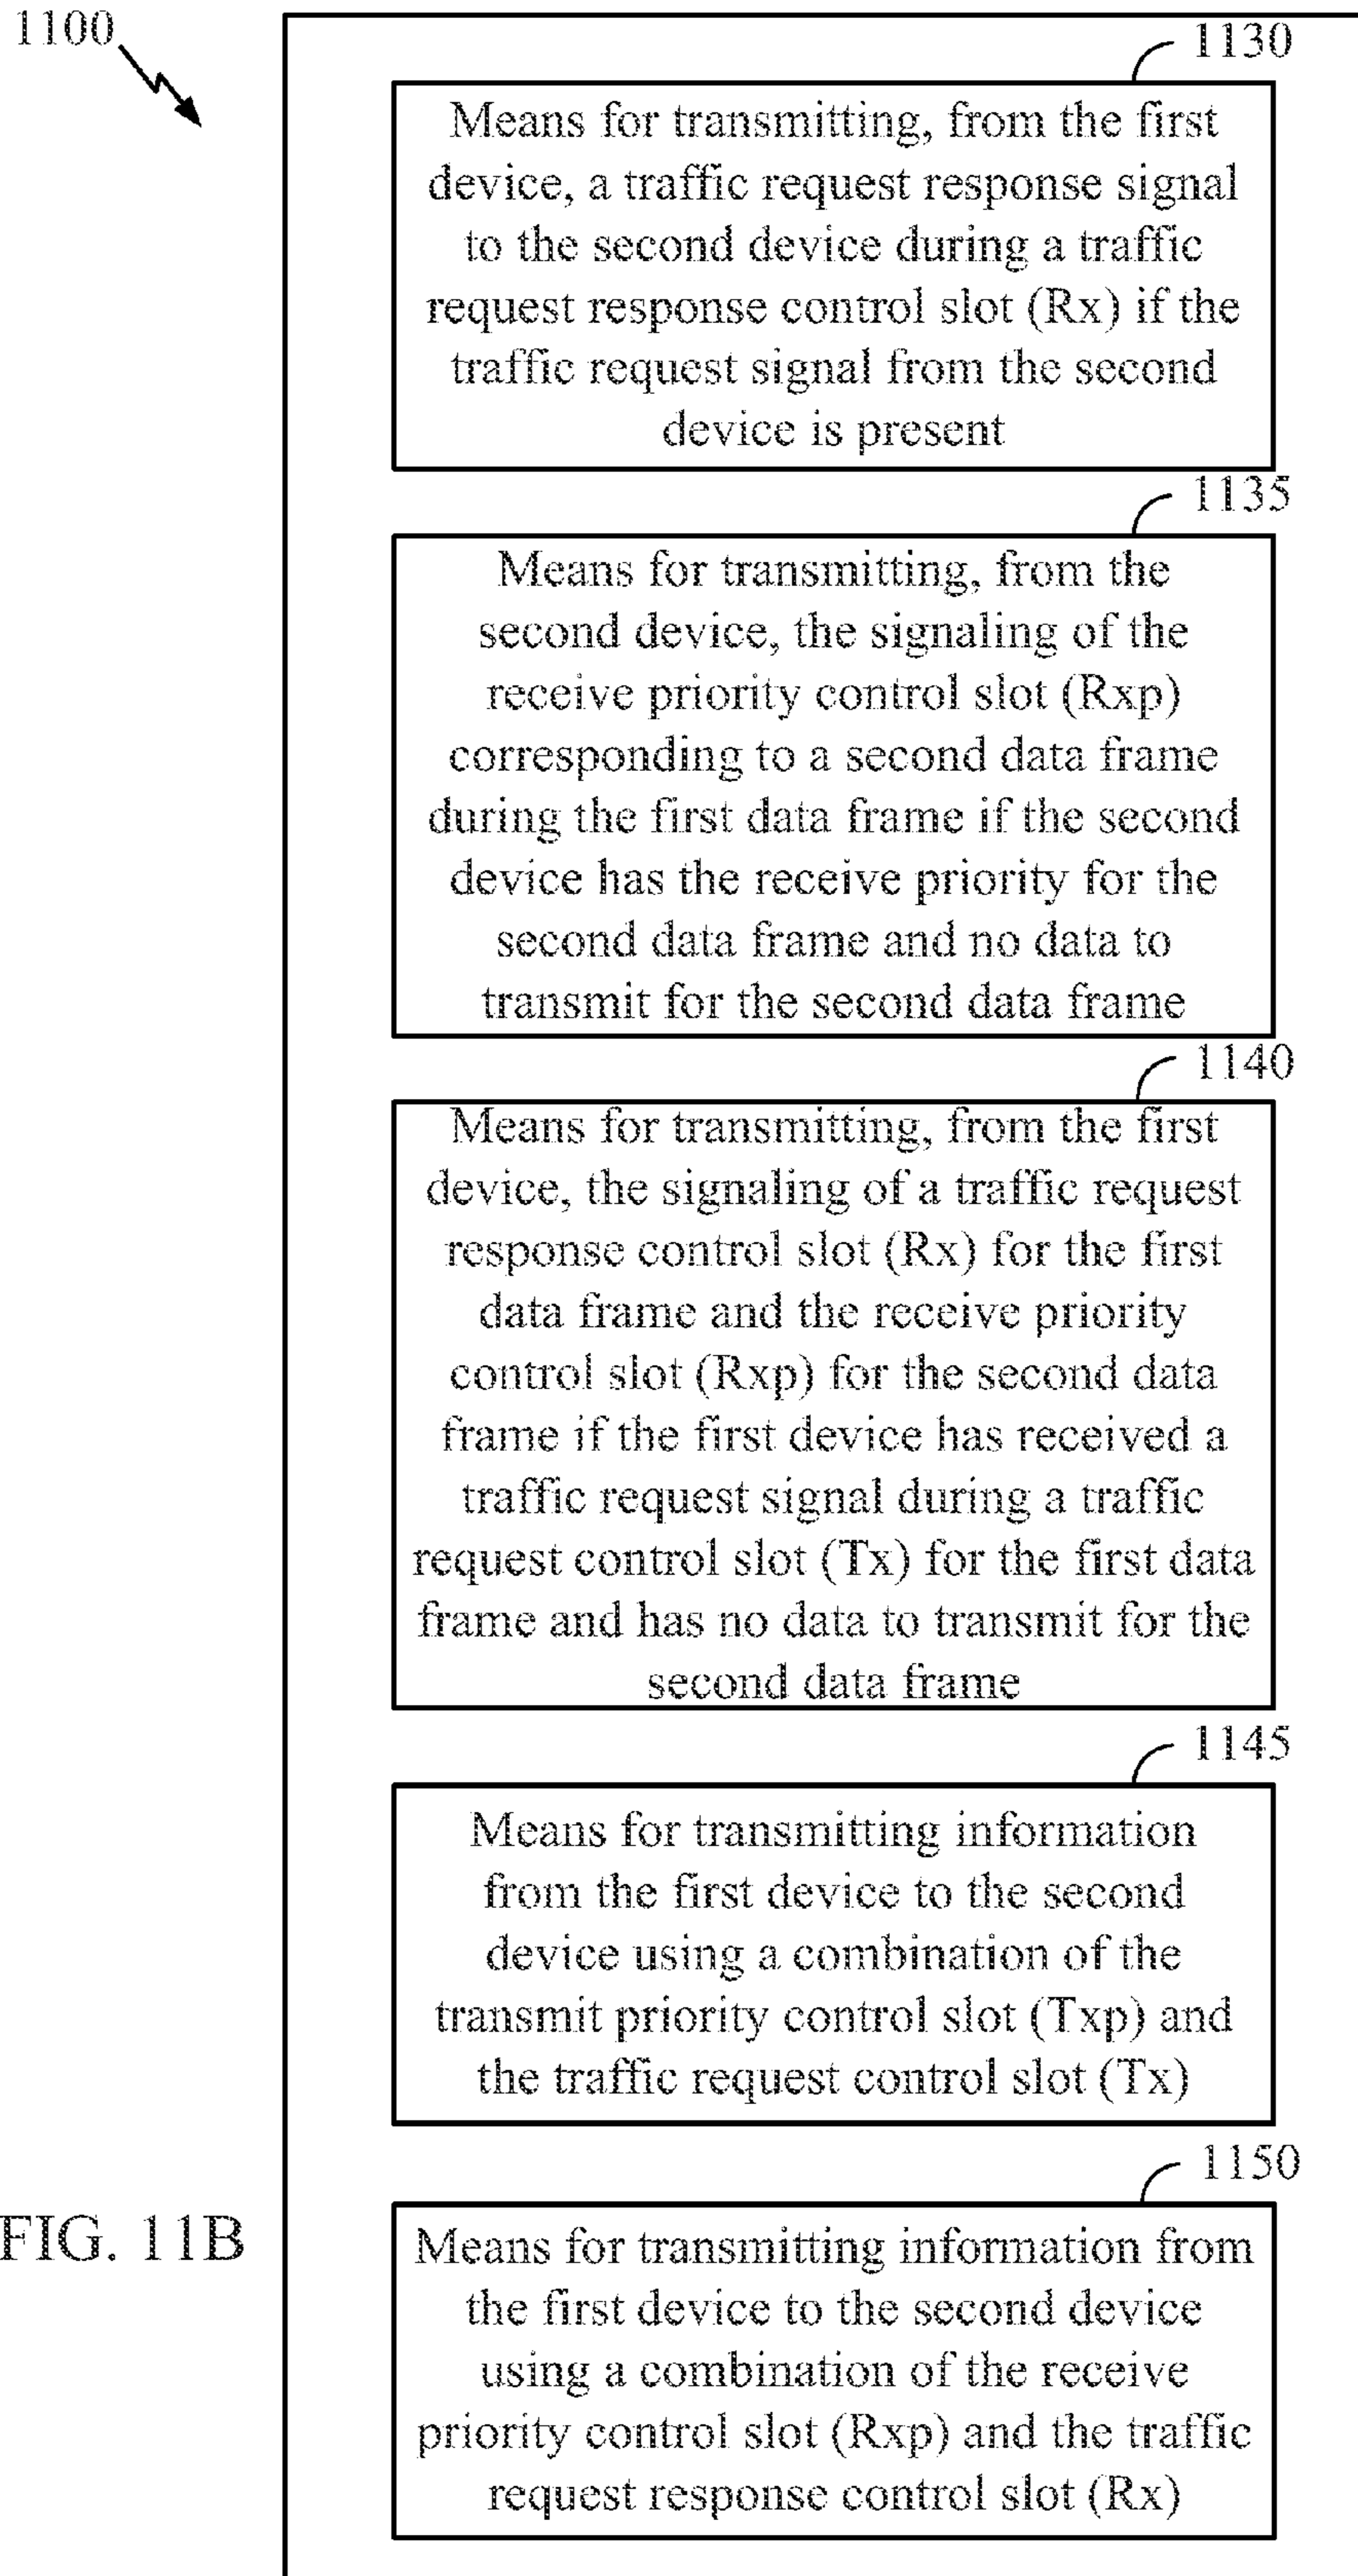 1100
1130
Means for transmitting, from the first
device, a traffic request response signal
to the second device during a traffic
request response control slot (Rx) if the
traffic request signal from the second
device is present
1135
Means for transmitting, from the
second device, the signaling of the
receive priority control slot (Rxp)
corresponding to a second data frame
during the first data frame if the second
device has the receive priority for the
second data frame and no data to
transmit for the second data frame
1140
Means for transmitting, from the first
device, the signaling of a traffic request
response control slot (Rx) for the first
data frame and the receive priority
control slot (Rxp) for the second data
frame if the first device has received a
traffic request signal during a traffic
request control slot (Tx) for the first data
frame and has no data to transmit for the
second data frame
1145
Means for transmitting information
from the first device to the second
device using a combination of the
transmit priority control slot (Txp) and
the traffic request control slot (Tx)
1150
Means for transmitting information from
the first device to the second device
using a combination of the receive
priority control slot (Rxp) and the traffic
request response control slot (Rx)
FIG. 11B